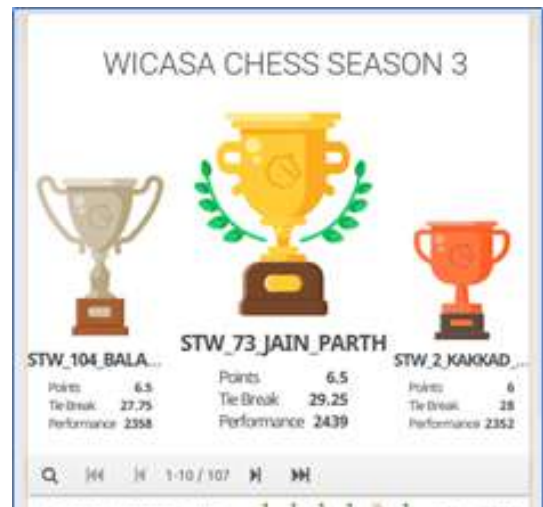 WICASA CHESS SEASON 3
STW_104_BALA...
Points 6.5
Tie Break 27.75
Performance 2358
STW_73_JAIN_PARTH
Points 6.5
Tie Break 29.25
Performance 2439
STW_2_KAKKAD_...
Points 6
Tie Break 28
Performance 2352
1-10 / 107